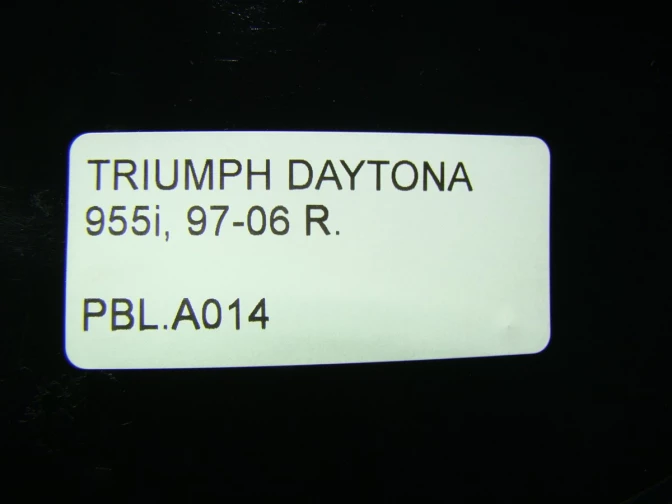 TRIUMPH DAYTONA
955i, 97-06 R.
PBL.A014